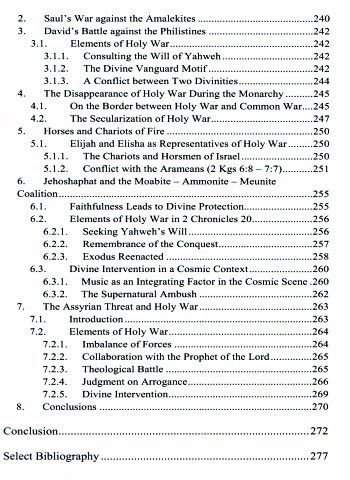 2. Saul's War against the Amalekites ..............................240
3. David's Battle against the Philistines ..............................242
3.1. Elements of Holy War..............................242
3.1.1. Consulting the Will of Yahweh..............................242
3.1.2. The Divine Vanguard Motif..............................242
3.1.3. A Conflict between Two Divinities..............................244
4. The Disappearance of Holy War During the Monarchy..........245
4.1. On the Border between Holy War and Common War....245
4.2. The Secularization of Holy War..............................247
5. Horses and Chariots of Fire ..............................250
5.1. Elijah and Elisha as Representatives of Holy War.........250
5.1.1. The Chariots and Horsmen of Israel....................250
5.1.2. Conflict with the Arameans (2 Kgs 6:8 – 7:7)..........251
6. Jehoshaphat and the Moabite – Ammonite – Meunite
Coalition..............................255
6.1. Faithfulness Leads to Divine Protection....................255
6.2. Elements of Holy War in 2 Chronicles 20....................256
6.2.1. Seeking Yahweh's Will ..............................256
6.2.2. Remembrance of the Conquest....................257
6.2.3. Exodus Reenacted ..............................258
6.3. Divine Intervention in a Cosmic Context....................260
6.3.1. Music as an Integrating Factor in the Cosmic Scene .260
6.3.2. The Supernatural Ambush ..............................262
7. The Assyrian Threat and Holy War..............................263
7.1. Introduction..............................263
7.2. Elements of Holy War..............................264
7.2.1. Imbalance of Forces ..............................264
7.2.2. Collaboration with the Prophet of the Lord..........265
7.2.3. Theological Battle ..............................265
7.2.4. Judgment on Arrogance..............................266
7.2.5. Divine Intervention..............................269
8. Conclusions ..............................270
Conclusion..............................272
Select Bibliography..............................277